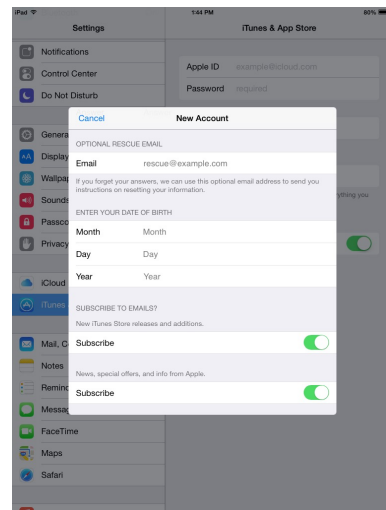 iPad
1:44 PM
80%
Settings
iTunes & App Store
Notifications
Control Center
Do Not Disturb
Genera
Display
Wallpap
Sounds
Passco
Privacy
iCloud
iTunes
Mail, C
Notes
Remind
Messag
FaceTime
Maps
Safari
Apple ID example@icloud.com
Password required
ything you
Cancel
New Account
OPTIONAL RESCUE EMAIL
Email rescue@example.com
If you forget your answers, we can use this optional email address to send you
instructions on resetting your information.
ENTER YOUR DATE OF BIRTH
Month Month
Day Day
Year Year
SUBSCRIBE TO EMAILS?
New iTunes Store releases and additions.
Subscribe
News, special offers, and info from Apple.
Subscribe